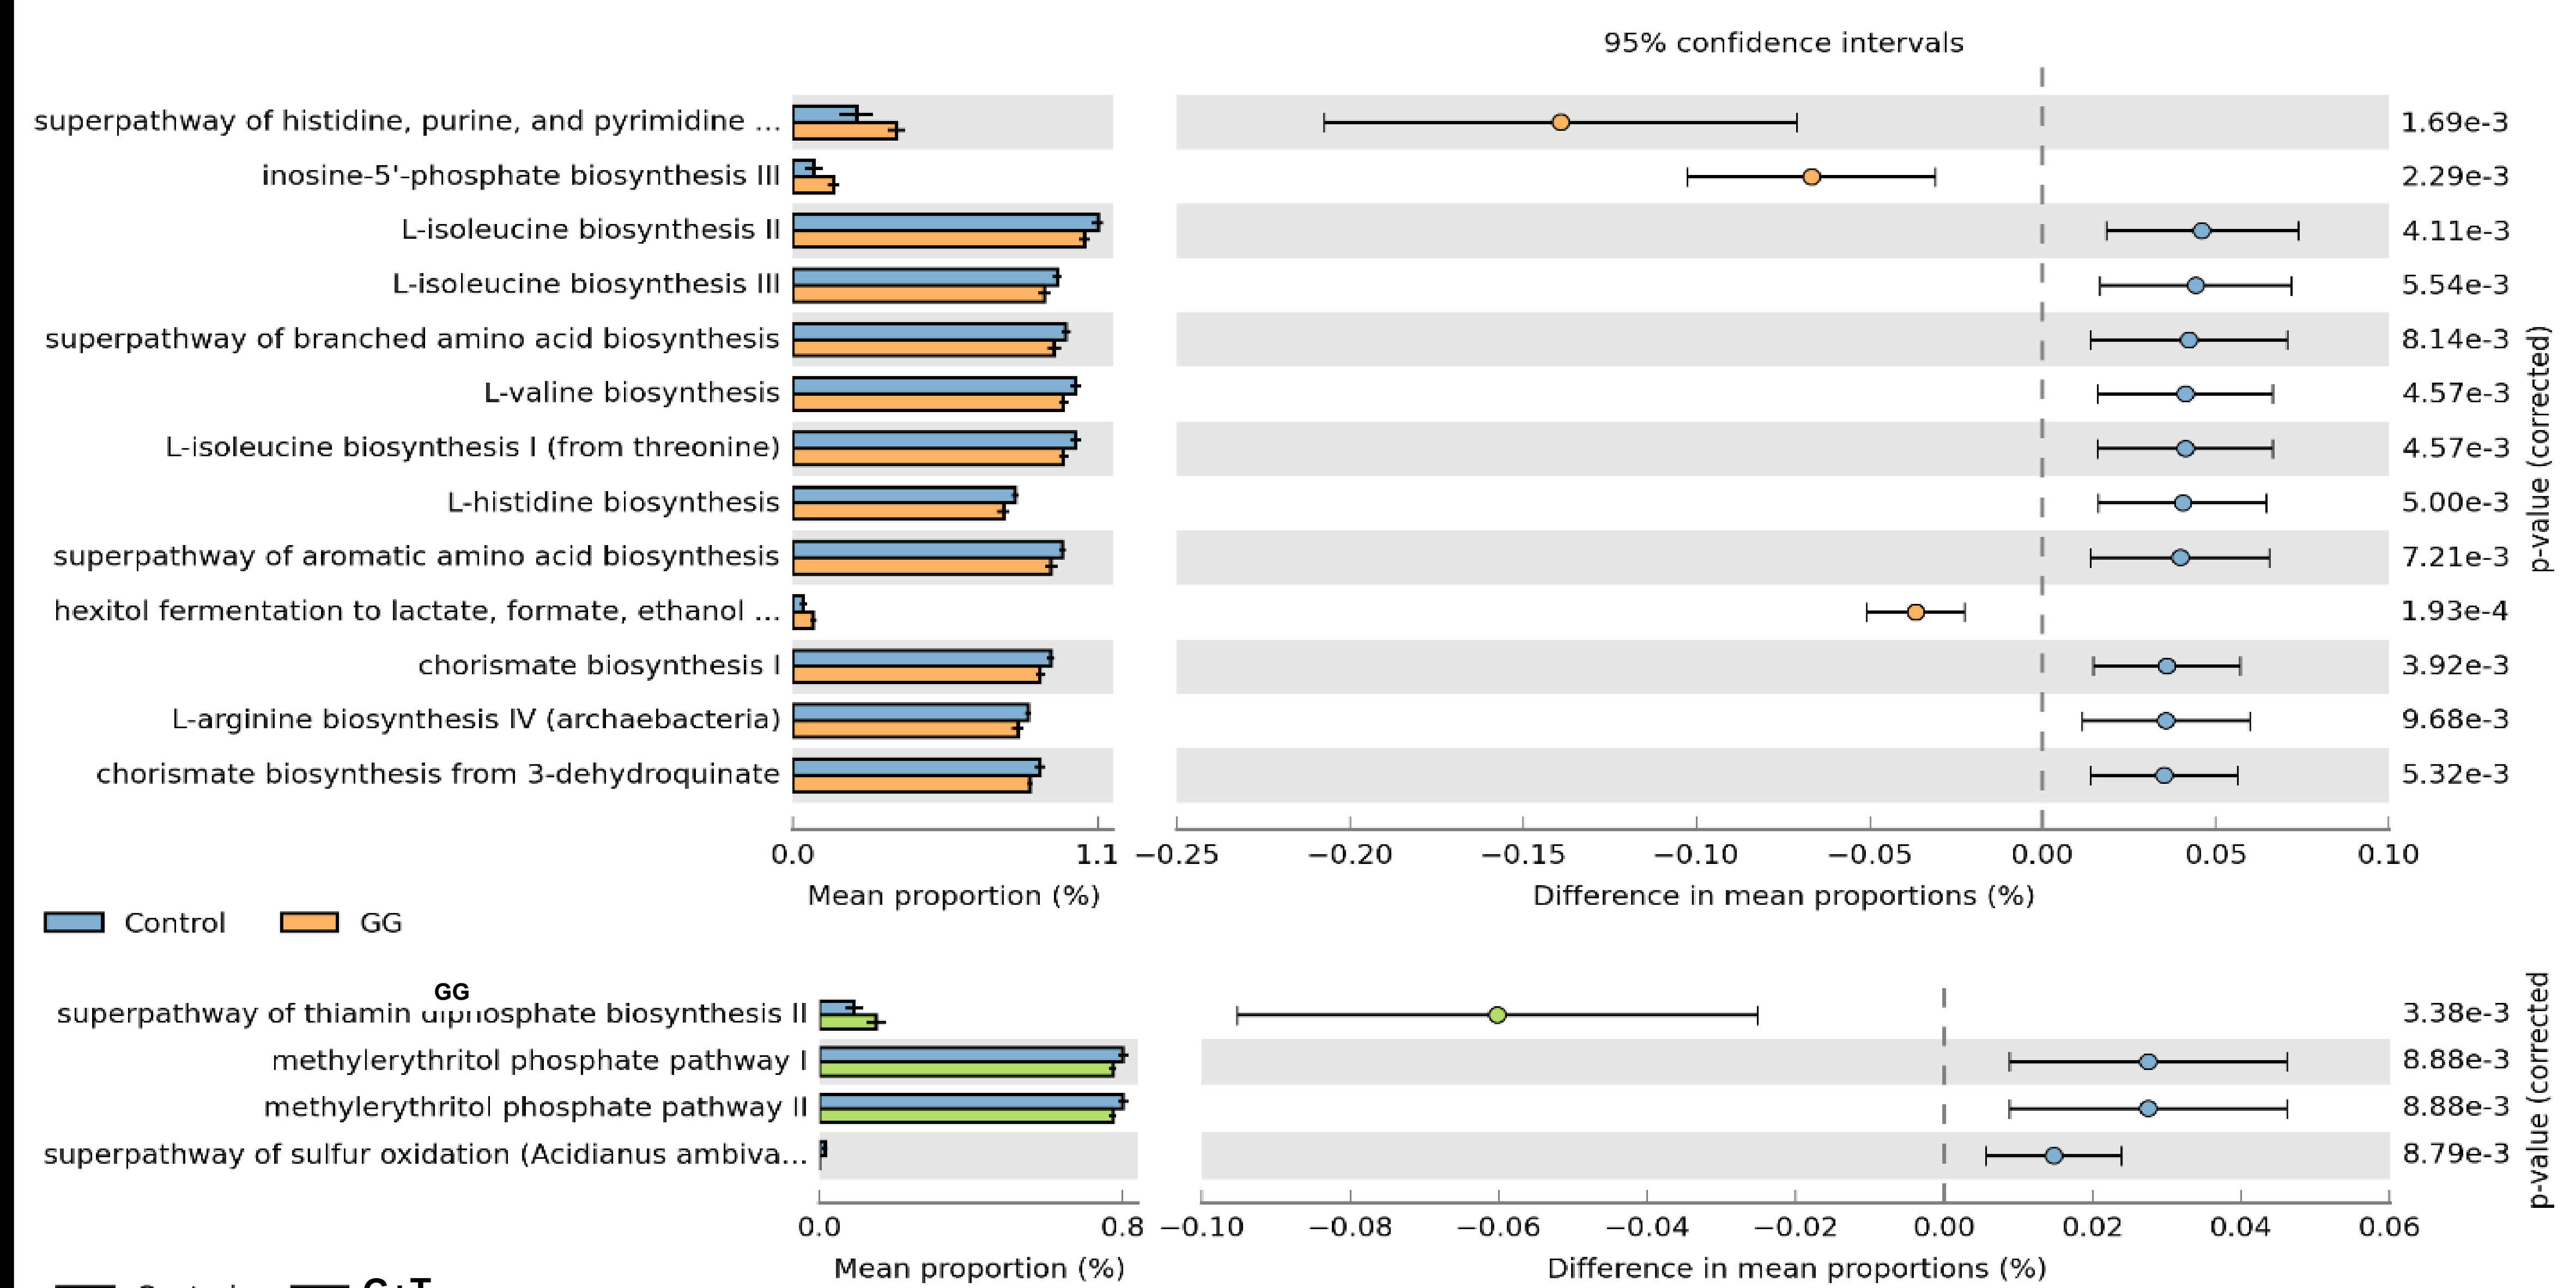 95% confidence intervals
superpathway of histidine, purine, and pyrimidine ... 1.69e-3
inosine-5'-phosphate biosynthesis III 2.29e-3
L-isoleucine biosynthesis II 4.11e-3
L-isoleucine biosynthesis III 5.54e-3
superpathway of branched amino acid biosynthesis 8.14e-3
L-valine biosynthesis 4.57e-3
L-isoleucine biosynthesis I (from threonine) 4.57e-3
L-histidine biosynthesis 5.00e-3
superpathway of aromatic amino acid biosynthesis 7.21e-3
hexitol fermentation to lactate, formate, ethanol ... 1.93e-4
chorismate biosynthesis I 3.92e-3
L-arginine biosynthesis IV (archaebacteria) 9.68e-3
chorismate biosynthesis from 3-dehydroquinate 5.32e-3
p-value (corrected)
0.0 1.1 −0.25 −0.20 −0.15 −0.10 −0.05 0.00 0.05 0.10
Mean proportion (%) Difference in mean proportions (%)
Control GG
GG
superpathway of thiamin diphosphate biosynthesis II 3.38e-3
methylerythritol phosphate pathway I 8.88e-3
methylerythritol phosphate pathway II 8.88e-3
superpathway of sulfur oxidation (Acidianus ambiva... 8.79e-3
p-value (corrected
0.0 0.8 −0.10 −0.08 −0.06 −0.04 −0.02 0.00 0.02 0.04 0.06
Mean proportion (%) Difference in mean proportions (%)